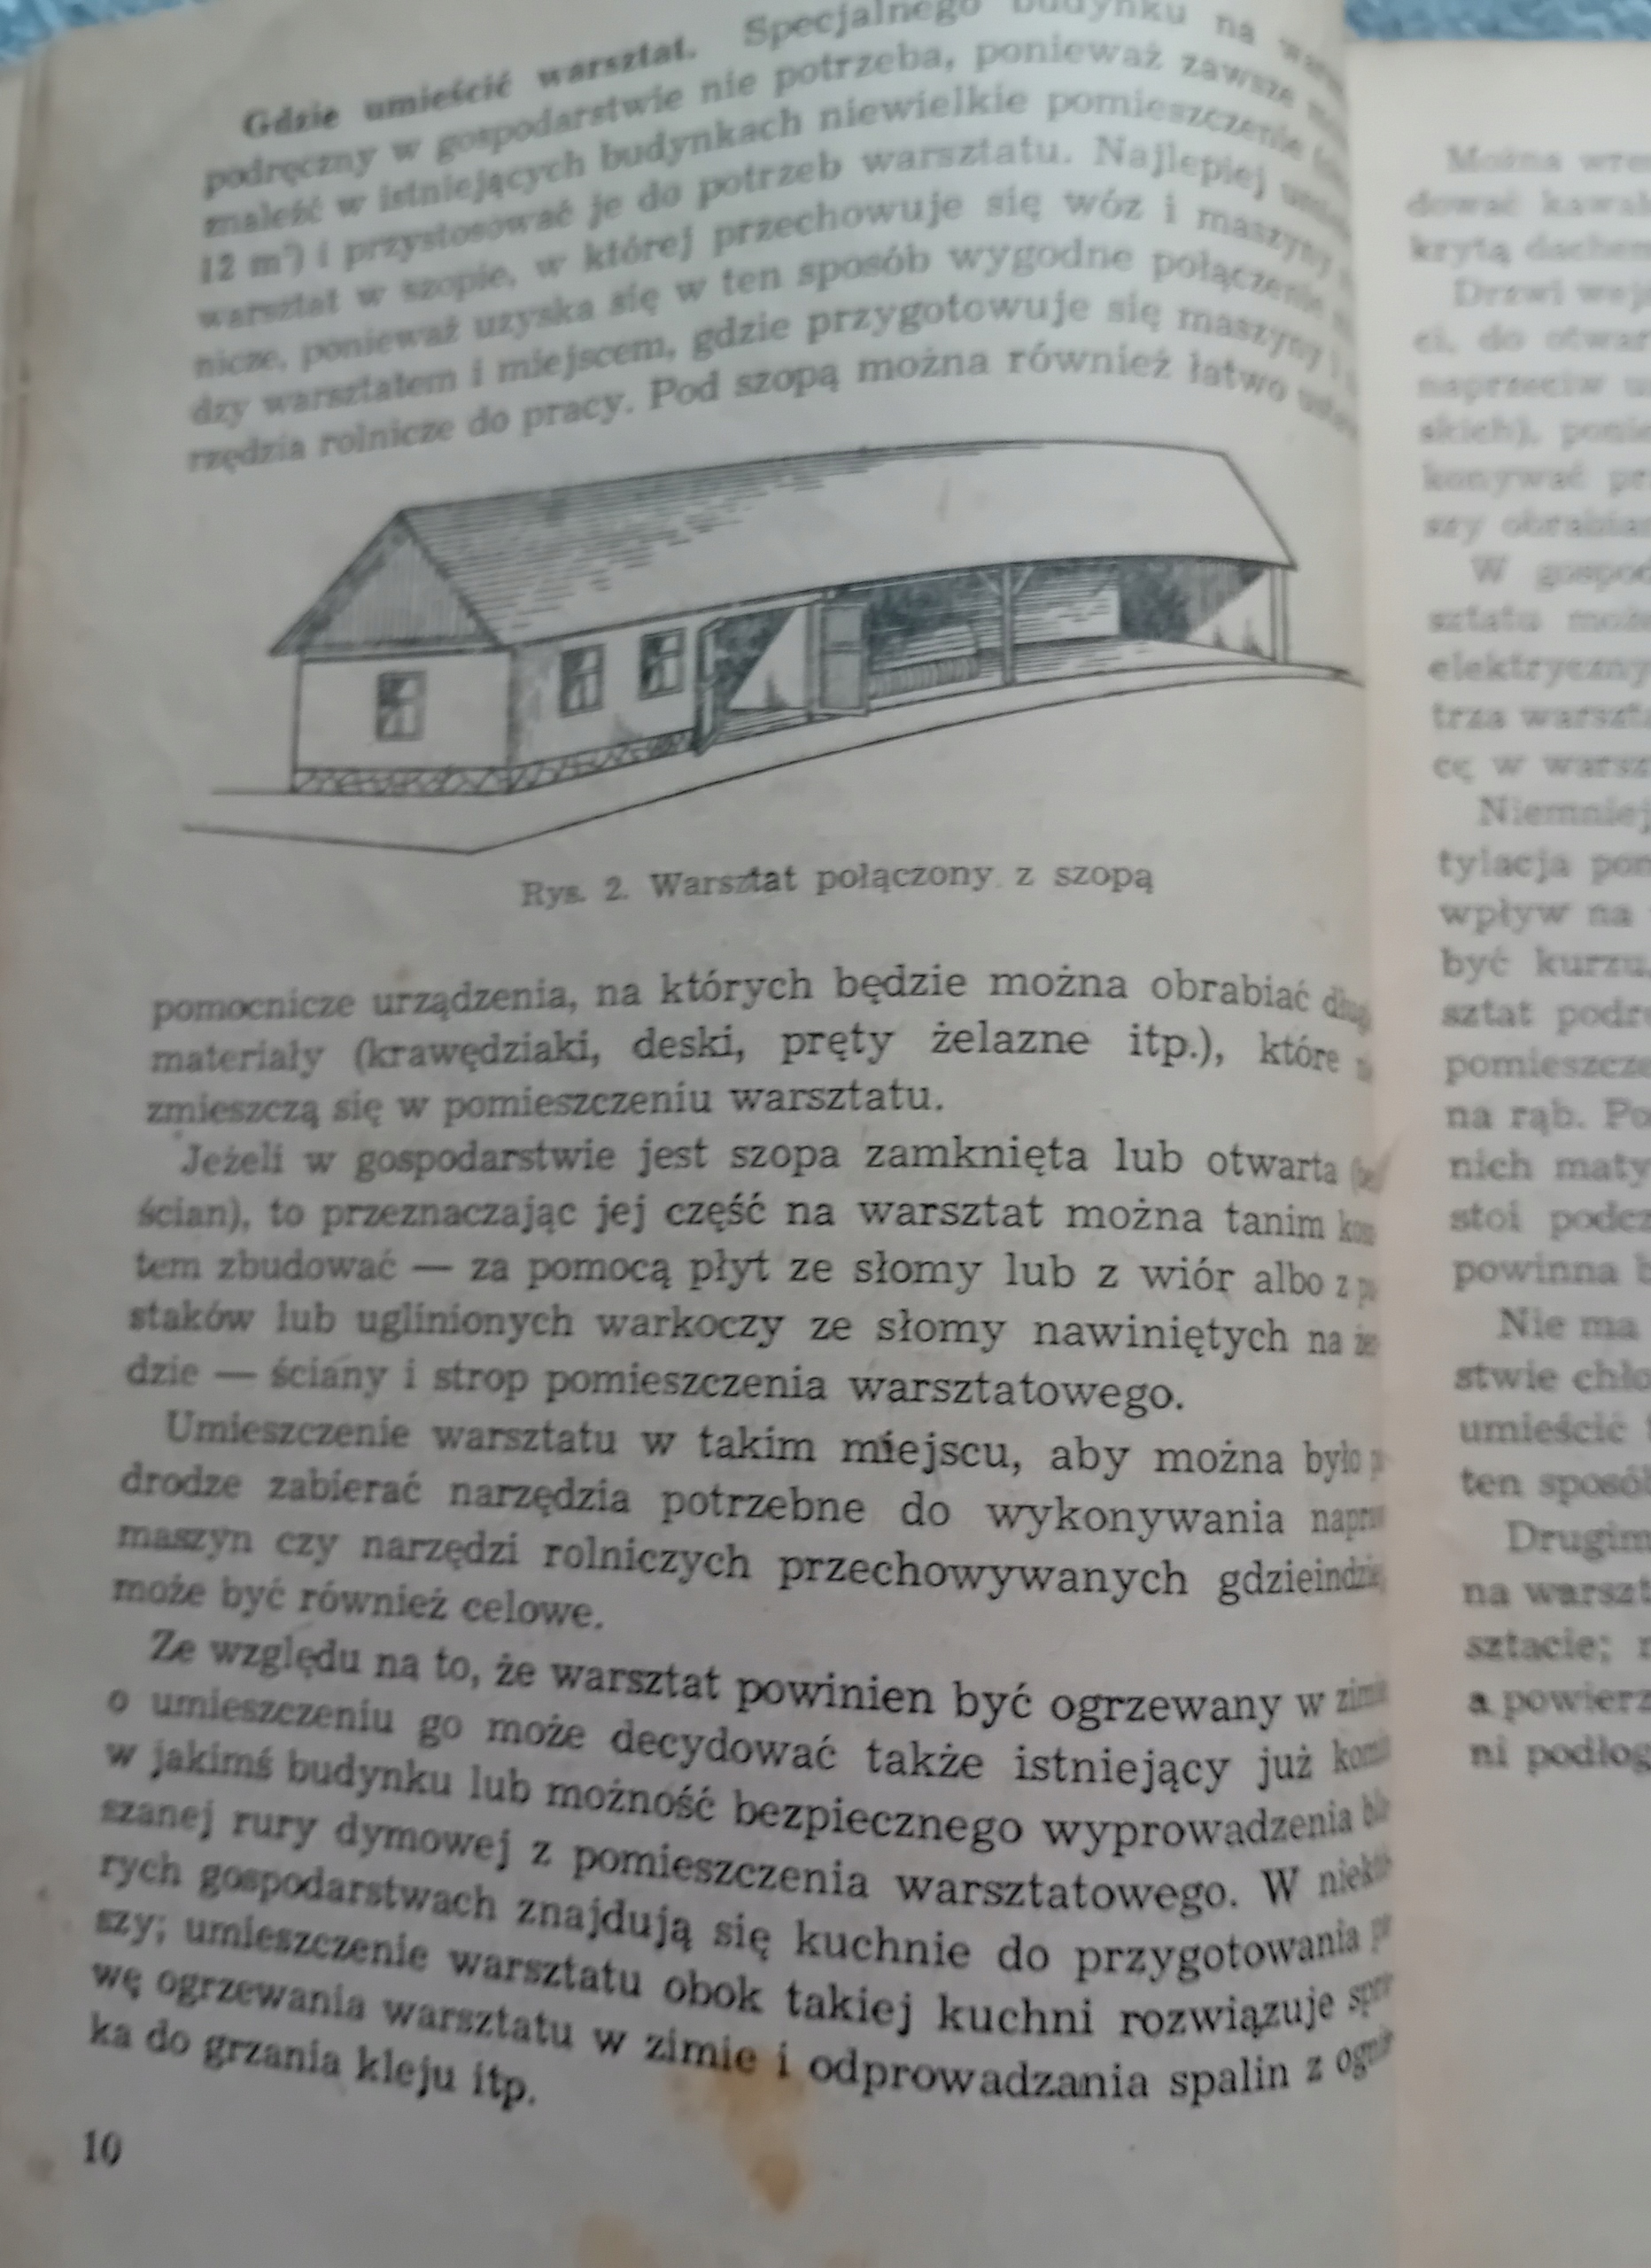 Gdzie umieścić warsztat. Specjalnego budynku na
podręczny w gospodarstwie nie potrzeba, ponieważ zawsze
znaleźć w istniejących budynkach niewielkie pomieszczenie
12 m²) i przystosować je do potrzeb warsztatu. Najlepiej
warsztat w szopie, w której przechowuje się wóz i maszyny
nicze, ponieważ uzyska się w ten sposób wygodne połączenie
dzy warsztatem i miejscem, gdzie przygotowuje się maszyny i
rzędzia rolnicze do pracy. Pod szopą można również łatwo
Rys. 2. Warsztat połączony z szopą
pomocnicze urządzenia, na których będzie można obrabiać
materiały (krawędziaki, deski, pręty żelazne itp.), które
zmieszczą się w pomieszczeniu warsztatu.
Jeżeli w gospodarstwie jest szopa zamknięta lub otwarta
ścian), to przeznaczając jej część na warsztat można tanim
tem zbudować — za pomocą płyt ze słomy lub z wiór albo z
staków lub uglinionych warkoczy ze słomy nawiniętych na
dzie — ściany i strop pomieszczenia warsztatowego.
Umieszczenie warsztatu w takim miejscu, aby można było
drodze zabierać narzędzia potrzebne do wykonywania
maszyn czy narzędzi rolniczych przechowywanych gdzieindziej
może być również celowe.
Ze względu na to, że warsztat powinien być ogrzewany w zimie
o umieszczeniu go może decydować także istniejący już
w jakimś budynku lub możność bezpiecznego wyprowadzenia
szanej rury dymowej z pomieszczenia warsztatowego. W
rych gospodarstwach znajdują się kuchnie do przygotowania
szy; umieszczenie warsztatu obok takiej kuchni rozwiązuje
wę ogrzewania warsztatu w zimie i odprowadzania spalin z
ka do grzania kleju itp.
10
Można
dować
krytą
Drzwi
ci, do
naprzeciw
konywać
szy
W
sztatu
trza
cę w
Niemniej
tylacja
wpływ na
być kurzu
sztat
na rąb.
nich
stoi
powinna
Nie ma
stwie
umieścić
ten
na
sztacie;
a
ni